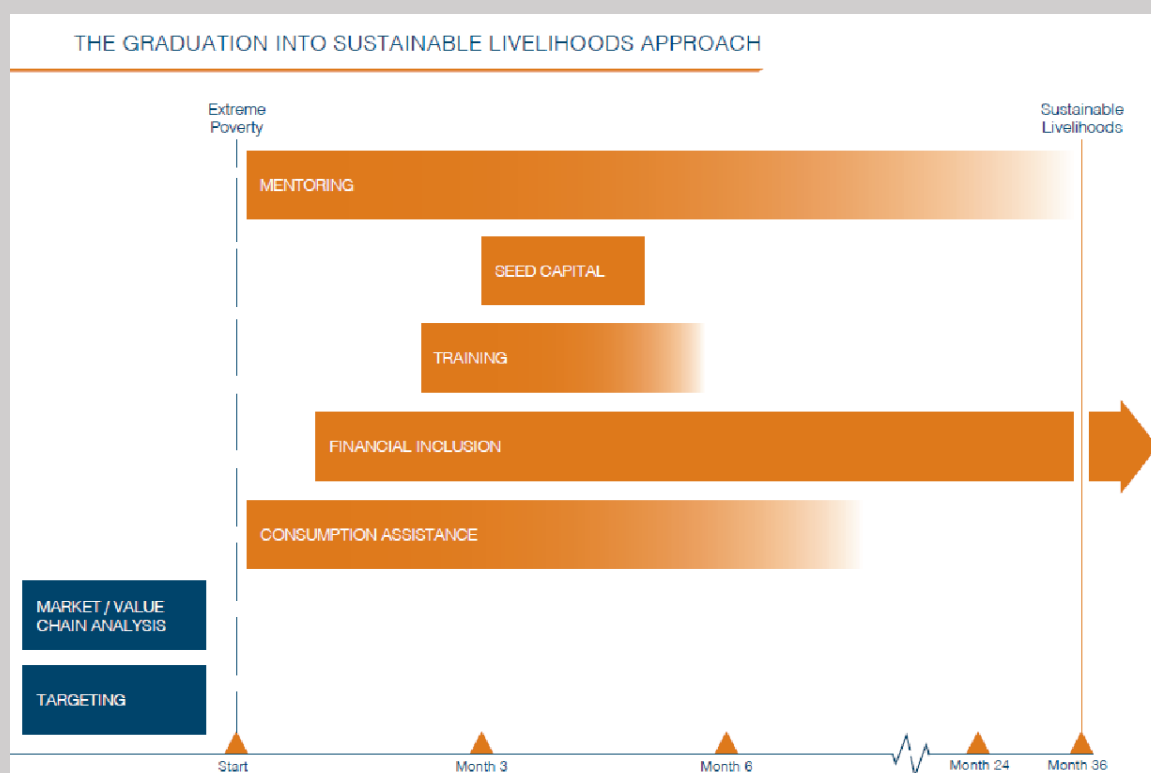 THE GRADUATION INTO SUSTAINABLE LIVELIHOODS APPROACH
Extreme
Poverty
Sustainable
Livelihoods
MENTORING
SEED CAPITAL
TRAINING
FINANCIAL INCLUSION
CONSUMPTION ASSISTANCE
MARKET / VALUE
CHAIN ANALYSIS
TARGETING
Start
Month 3
Month 6
Month 24
Month 36